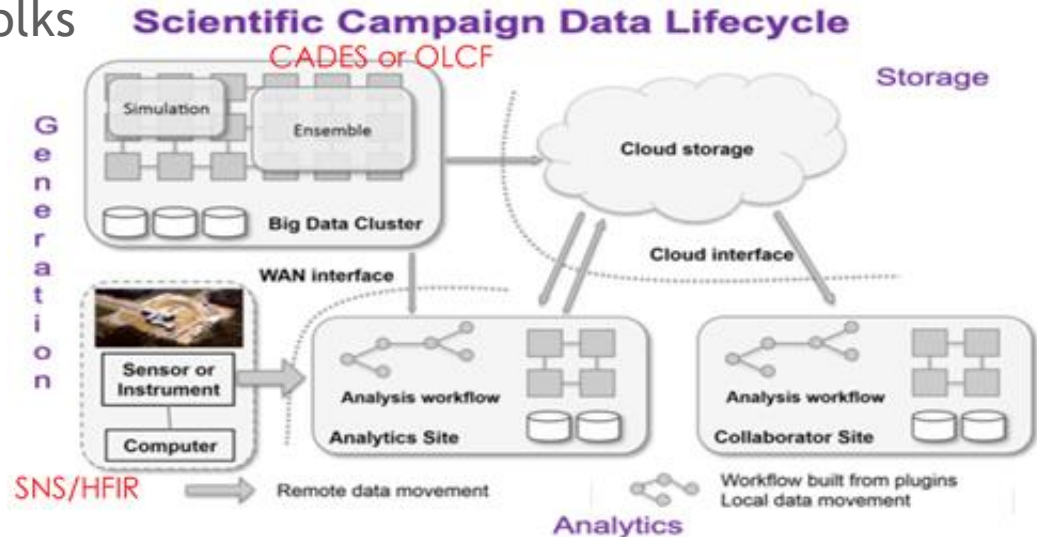 olks
Scientific Campaign Data Lifecycle
CADES or OLCF
Storage
Generation
Simulation
Ensemble
Cloud storage
Big Data Cluster
Cloud interface
WAN interface
Sensor or
Instrument
Computer
Analysis workflow
Analytics Site
Analysis workflow
Collaborator Site
SNS/HFIR
Remote data movement
Workflow built from plugins
Local data movement
Analytics